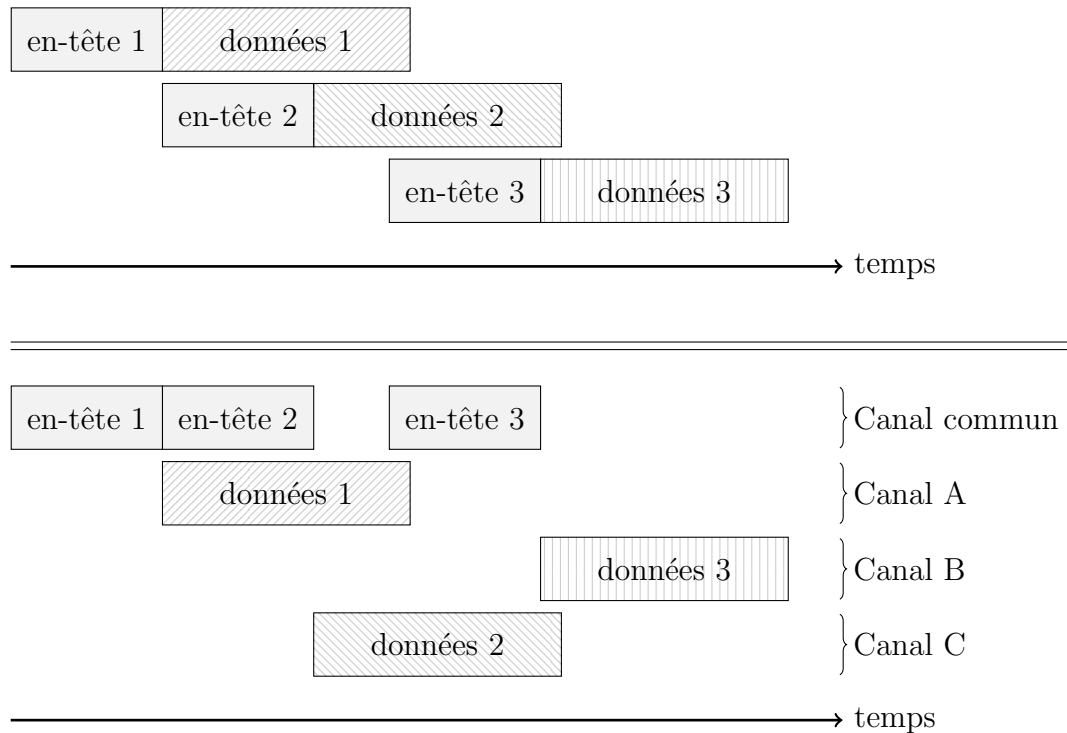 en-tête 1 données 1
en-tête 2 données 2
en-tête 3 données 3
temps
en-tête 1 en-tête 2 en-tête 3 Canal commun
données 1 Canal A
données 3 Canal B
données 2 Canal C
temps